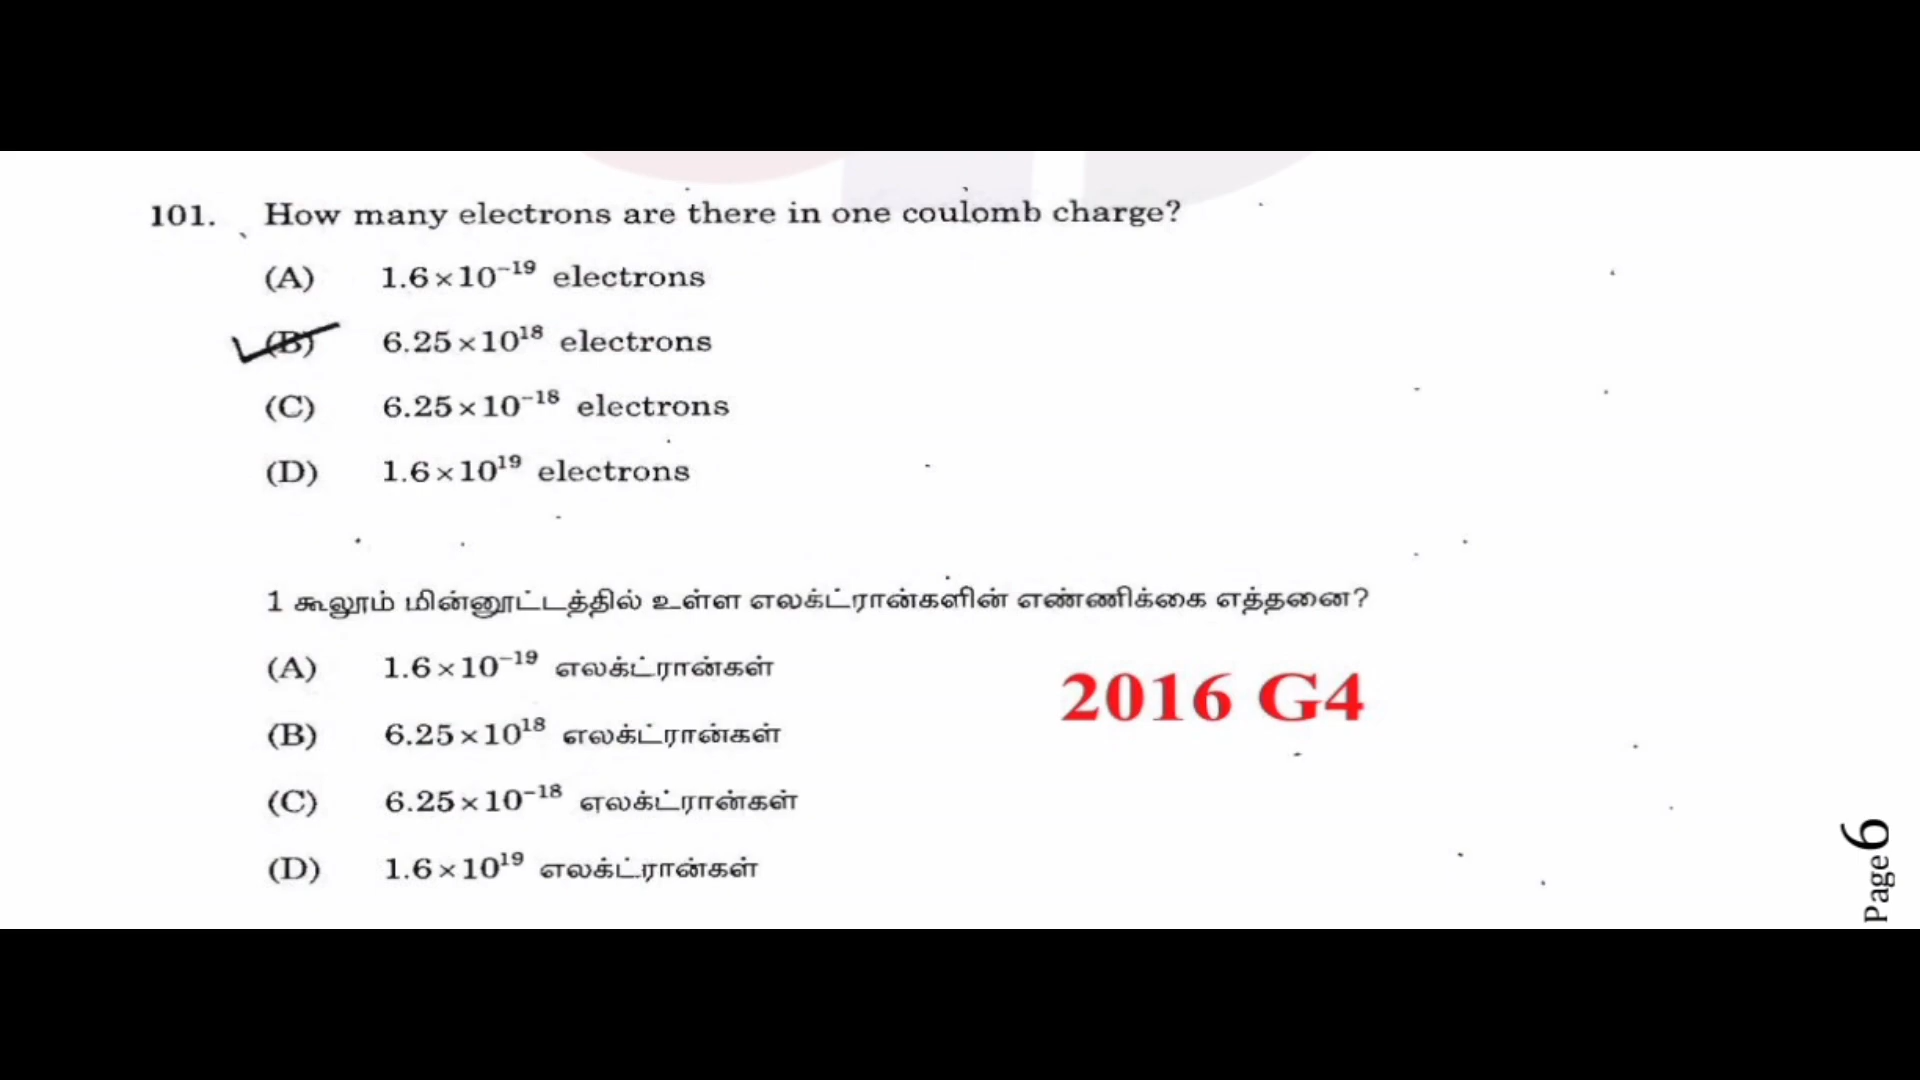 101. How many electrons are there in one coulomb charge?
(A) 1.6×10⁻¹⁹ electrons
(B) 6.25×10¹⁸ electrons
(C) 6.25×10⁻¹⁸ electrons
(D) 1.6×10¹⁹ electrons
1 கூலூம் மின்னூட்டத்தில் உள்ள எலக்ட்ரான்களின் எண்ணிக்கை எத்தனை?
(A) 1.6×10⁻¹⁹ எலக்ட்ரான்கள்
2016 G4
(B) 6.25×10¹⁸ எலக்ட்ரான்கள்
(C) 6.25×10⁻¹⁸ எலக்ட்ரான்கள்
(D) 1.6×10¹⁹ எலக்ட்ரான்கள்
Page 6